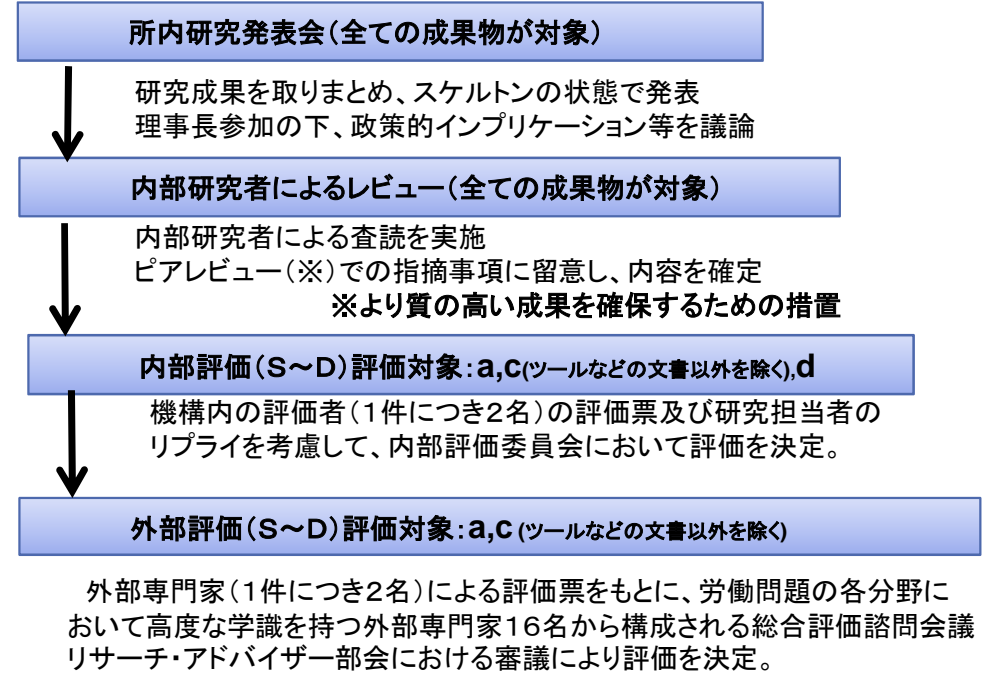 所内研究発表会(全ての成果物が対象)
研究成果を取りまとめ、スケルトンの状態で発表
理事長参加の下、政策的インプリケーション等を議論
内部研究者によるレビュー(全ての成果物が対象)
内部研究者による査読を実施
ピアレビュー(※)での指摘事項に留意し、内容を確定
※より質の高い成果を確保するための措置
内部評価(S～D)評価対象:a,c(ツールなどの文書以外を除く),d
機構内の評価者(1件につき2名)の評価票及び研究担当者の
リプライを考慮して、内部評価委員会において評価を決定。
外部評価(S～D)評価対象:a,c(ツールなどの文書以外を除く)
外部専門家(1件につき2名)による評価票をもとに、労働問題の各分野に
おいて高度な学識を持つ外部専門家16名から構成される総合評価諮問会議
リサーチ・アドバイザー部会における審議により評価を決定。